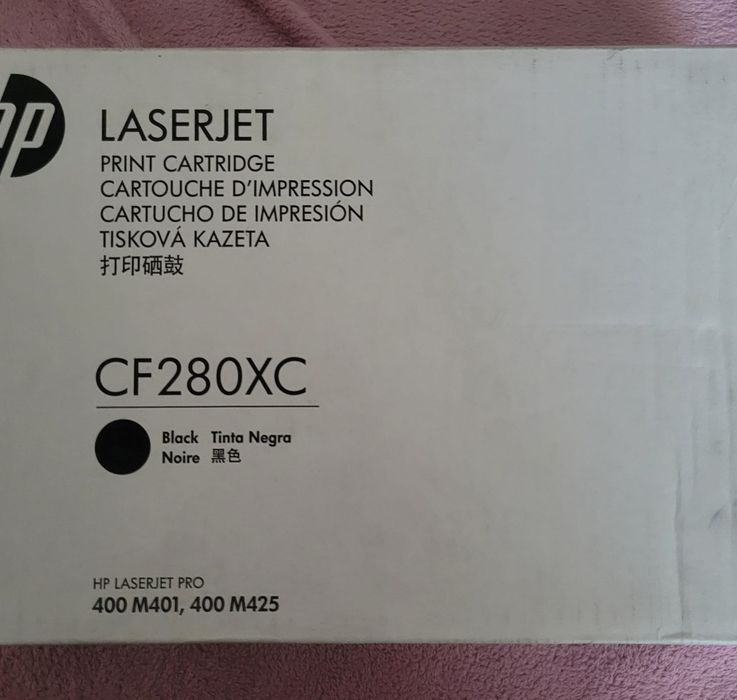 hp
LASERJET
PRINT CARTRIDGE
CARTOUCHE D'IMPRESSION
CARTUCHO DE IMPRESIÓN
TISKOVÁ KAZETA
打印硒鼓
CF280XC
Black Tinta Negra
Noire 黑色
HP LASERJET PRO
400 M401, 400 M425